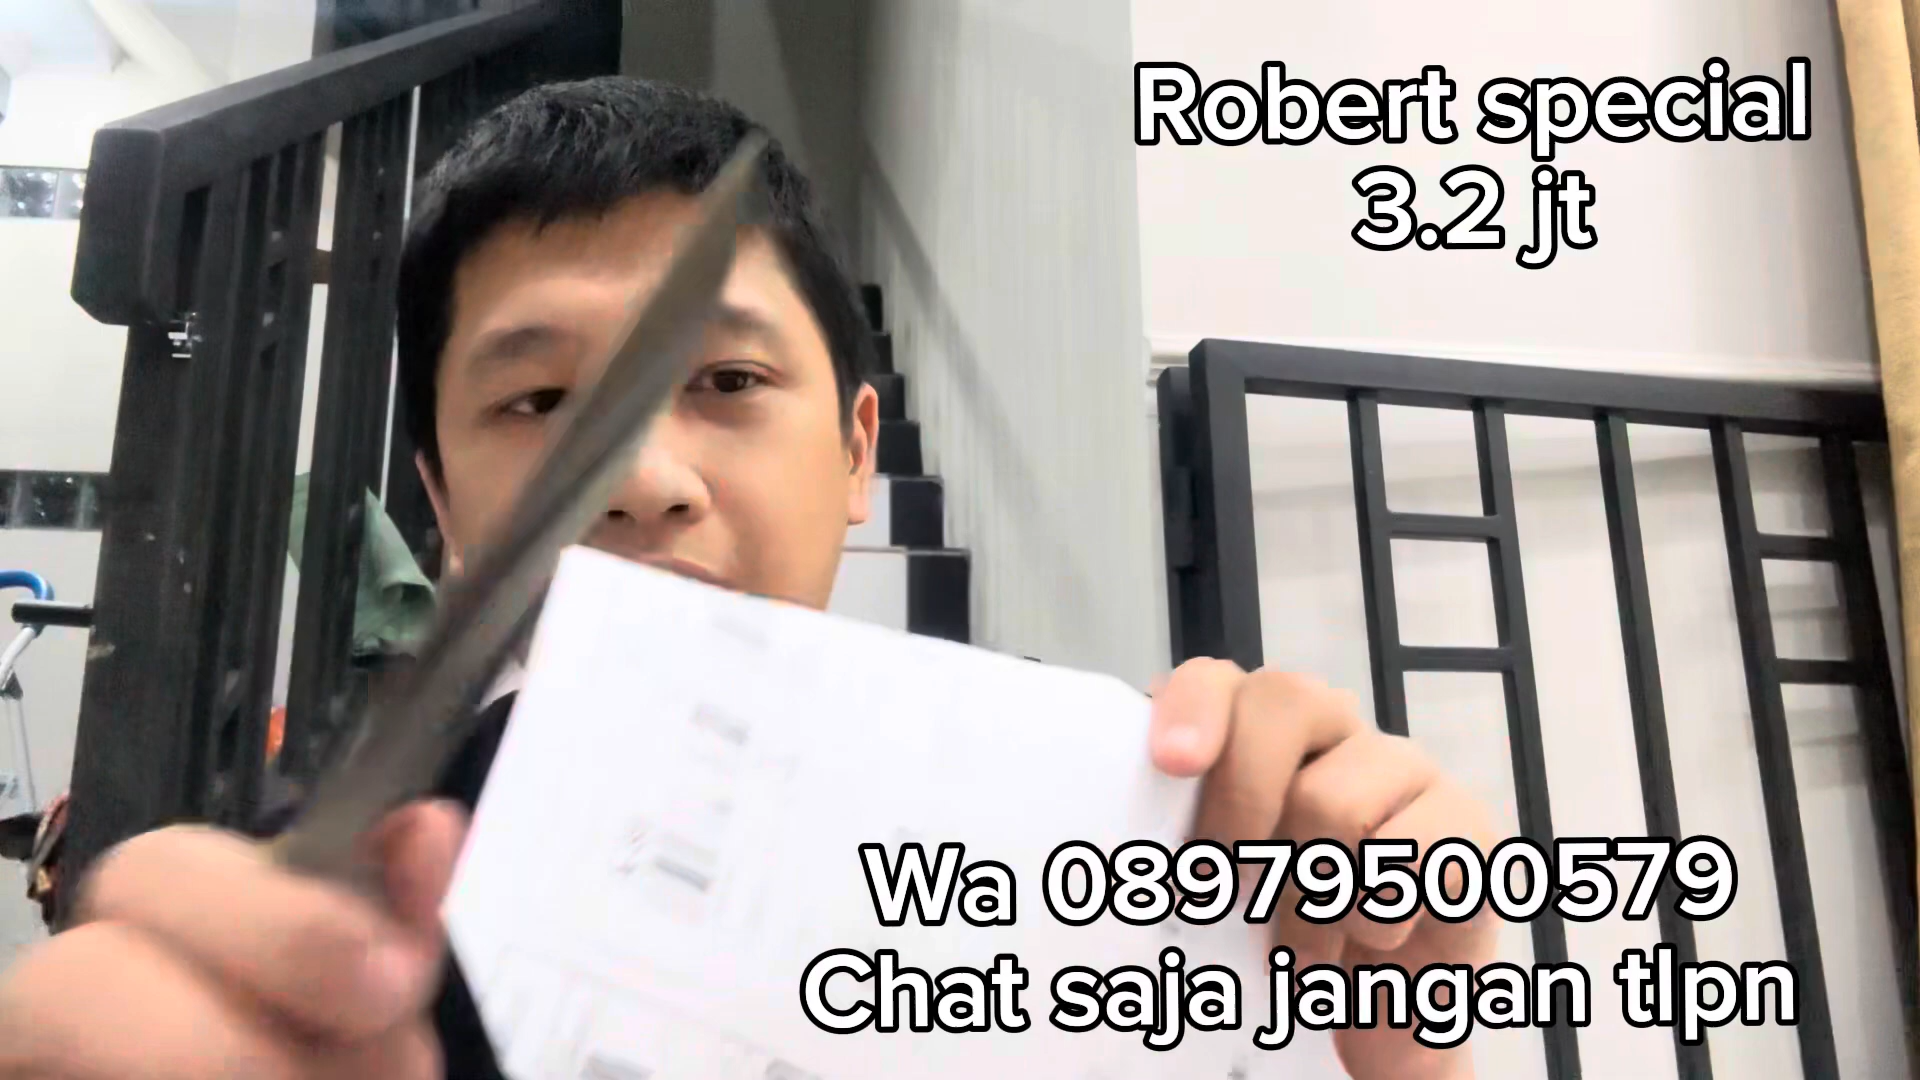 Robert special
3.2 jt
Wa 08979500579
Chat saja jangan tlpn